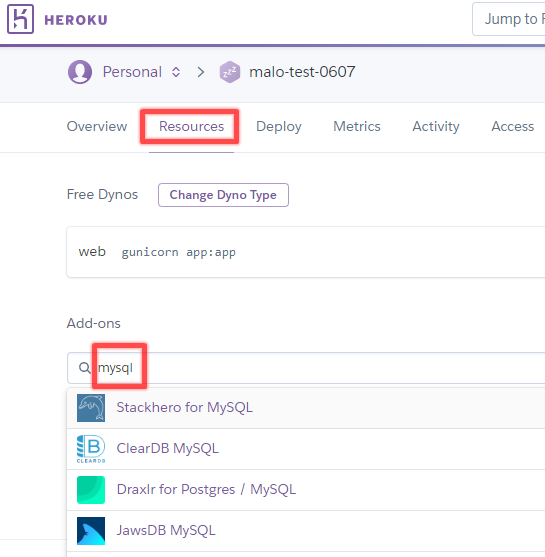 HEROKU
Jump to F
Personal > malo-test-0607
Overview Resources Deploy Metrics Activity Access
Free Dynos Change Dyno Type
web gunicorn app:app
Add-ons
mysql
Stackhero for MySQL
CLEARDB ClearDB MySQL
Draxlr for Postgres / MySQL
JawsDB MySQL